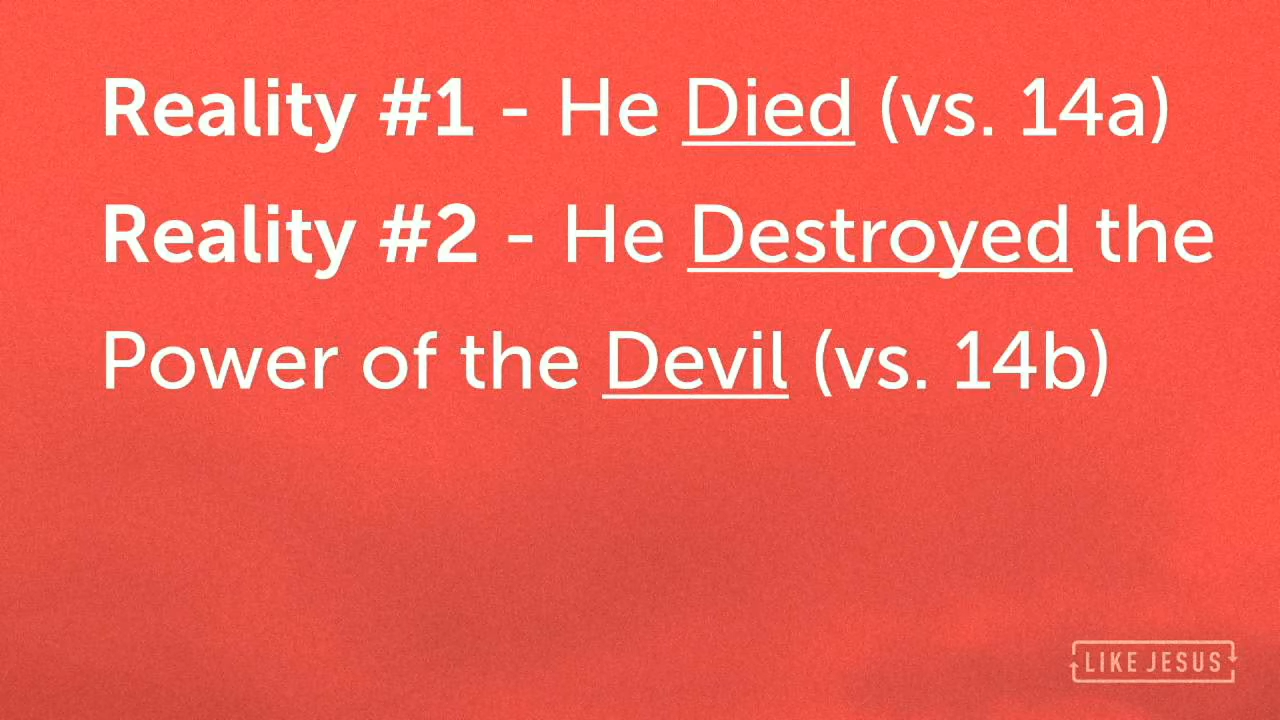 Reality #1 - He Died (vs. 14a)
Reality #2 - He Destroyed the
Power of the Devil (vs. 14b)
LIKE JESUS